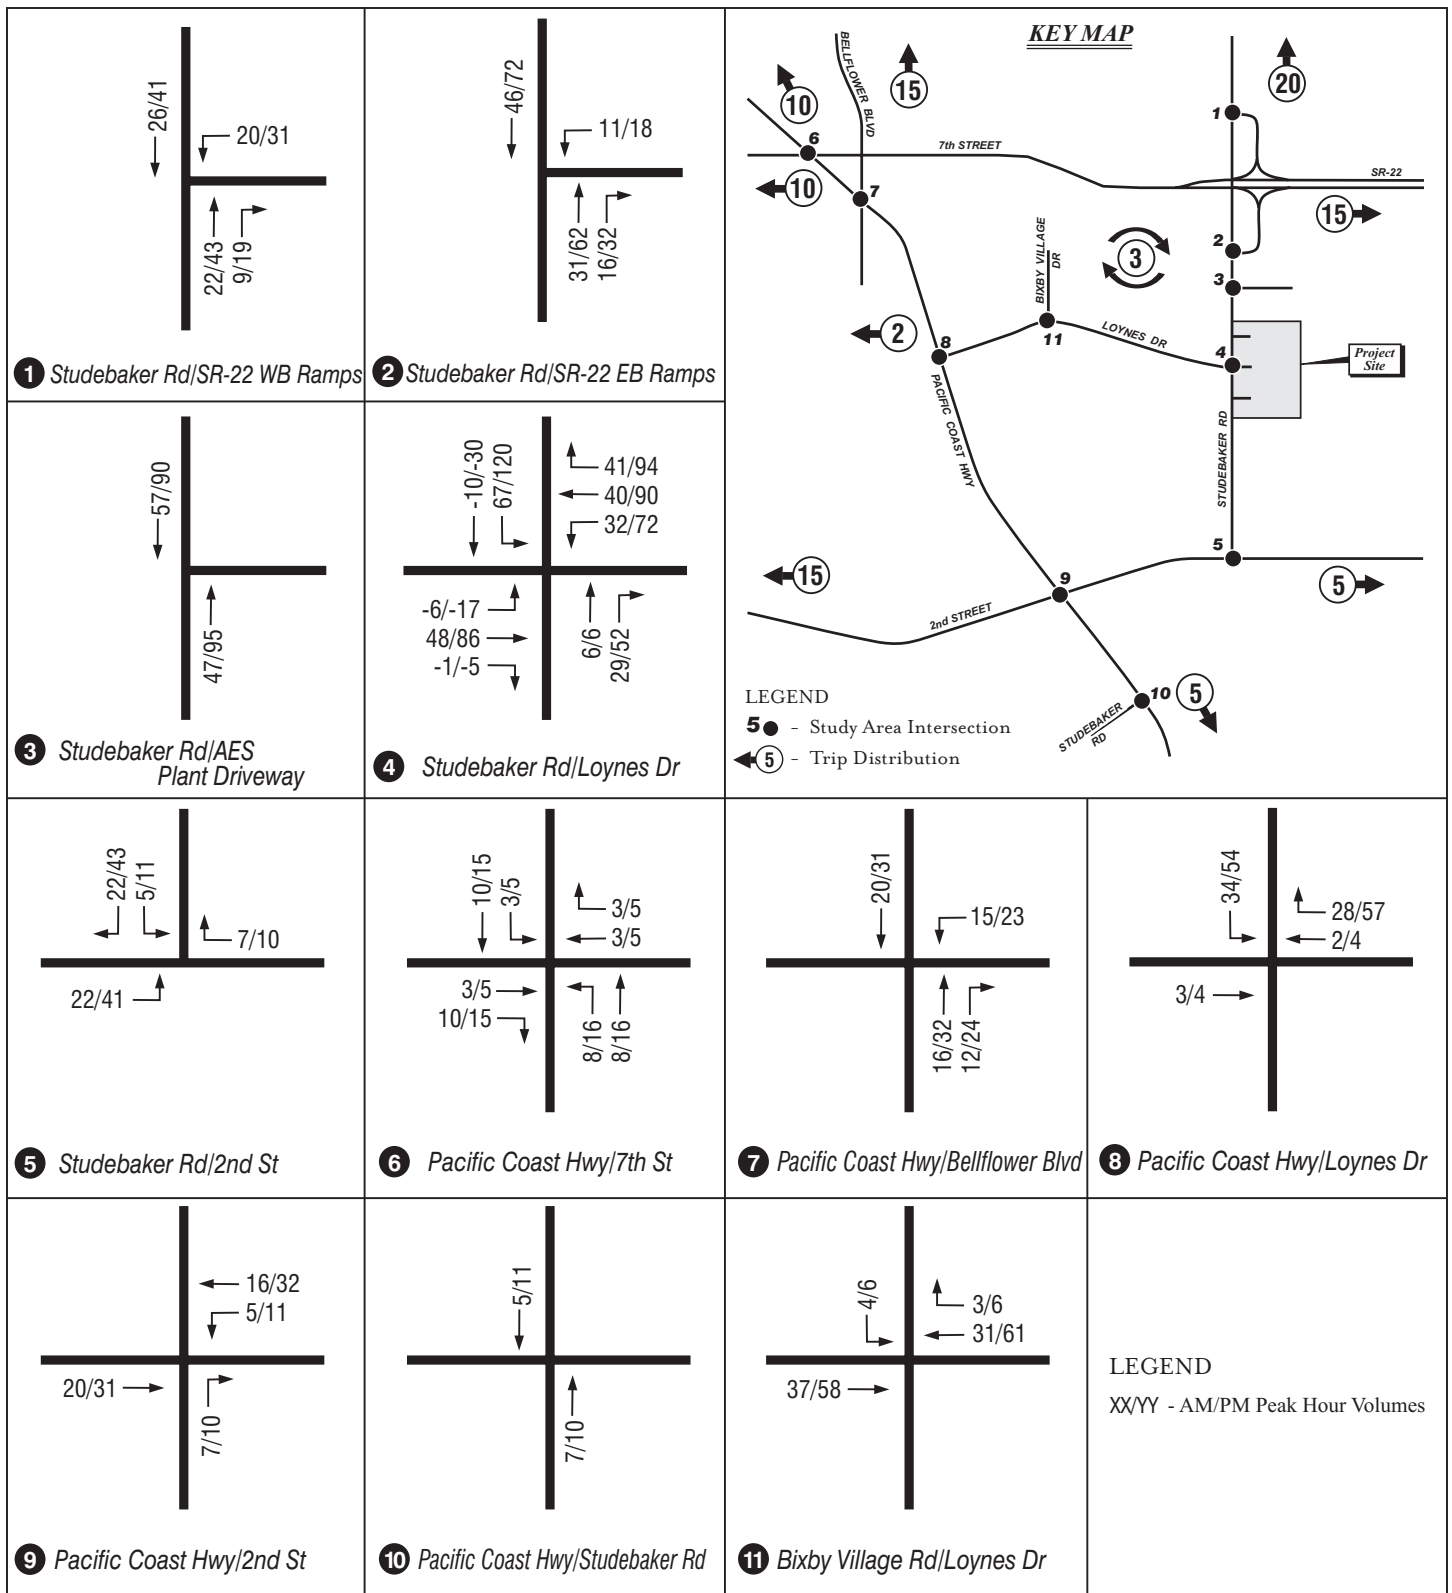 26/41
20/31
22/43
9/19
1 Studebaker Rd/SR-22 WB Ramps
46/72
11/18
31/62
16/32
2 Studebaker Rd/SR-22 EB Ramps
KEY MAP
BELLFLOWER BLVD
10
15
20
1
6
7th STREET
SR-22
10
7
15
BIXBY VILLAGE
DR
3
2
3
2
8
11
LOYNES DR
4
Project
Site
PACIFIC COAST HWY
STUDEBAKER RD
5
15
9
5
2nd STREET
10
5
STUDEBAKER
RD
LEGEND
5 - Study Area Intersection
5 - Trip Distribution
57/90
47/95
3 Studebaker Rd/AES
Plant Driveway
-10/-30
67/120
41/94
40/90
32/72
-6/-17
48/86
-1/-5
6/6
29/52
4 Studebaker Rd/Loynes Dr
22/43
5/11
7/10
22/41
5 Studebaker Rd/2nd St
10/15
3/5
3/5
3/5
3/5
10/15
8/16
8/16
6 Pacific Coast Hwy/7th St
20/31
15/23
16/32
12/24
7 Pacific Coast Hwy/Bellflower Blvd
34/54
28/57
2/4
3/4
8 Pacific Coast Hwy/Loynes Dr
16/32
5/11
20/31
7/10
9 Pacific Coast Hwy/2nd St
5/11
7/10
10 Pacific Coast Hwy/Studebaker Rd
4/6
3/6
31/61
37/58
11 Bixby Village Rd/Loynes Dr
LEGEND
XX/YY - AM/PM Peak Hour Volumes